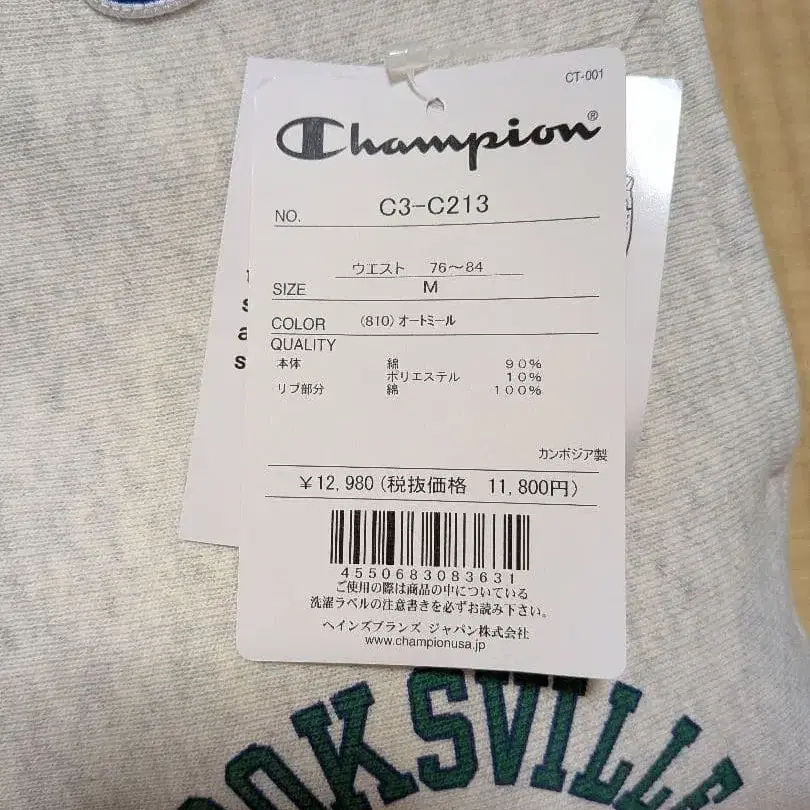 CT-001
Champion®
NO. C3-C213
ウエスト 76〜84
SIZE M
COLOR (810)オートミール
QUALITY
本体 綿 90%
ポリエステル 10%
リブ部分 綿 100%
カンボジア製
¥12,980(税抜価格 11,800円)
4550683083631
ご使用の際は商品の中についている
洗濯ラベルの注意書きを必ずお読み下さい。
ヘインズブランズ ジャパン株式会社
www.championusa.jp
OOKSVILLE